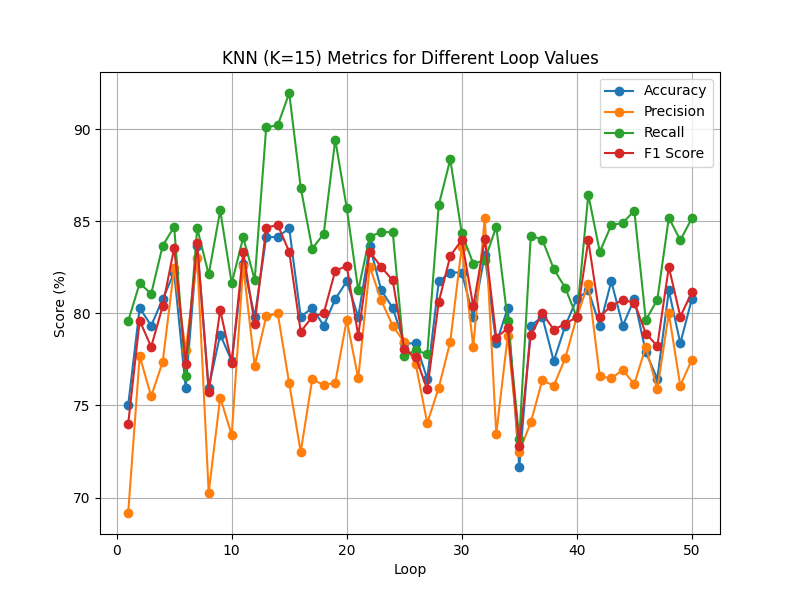 KNN (K=15) Metrics for Different Loop Values
Accuracy
Precision
Recall
F1 Score
Score (%)
90
85
80
75
70
0 10 20 30 40 50
Loop